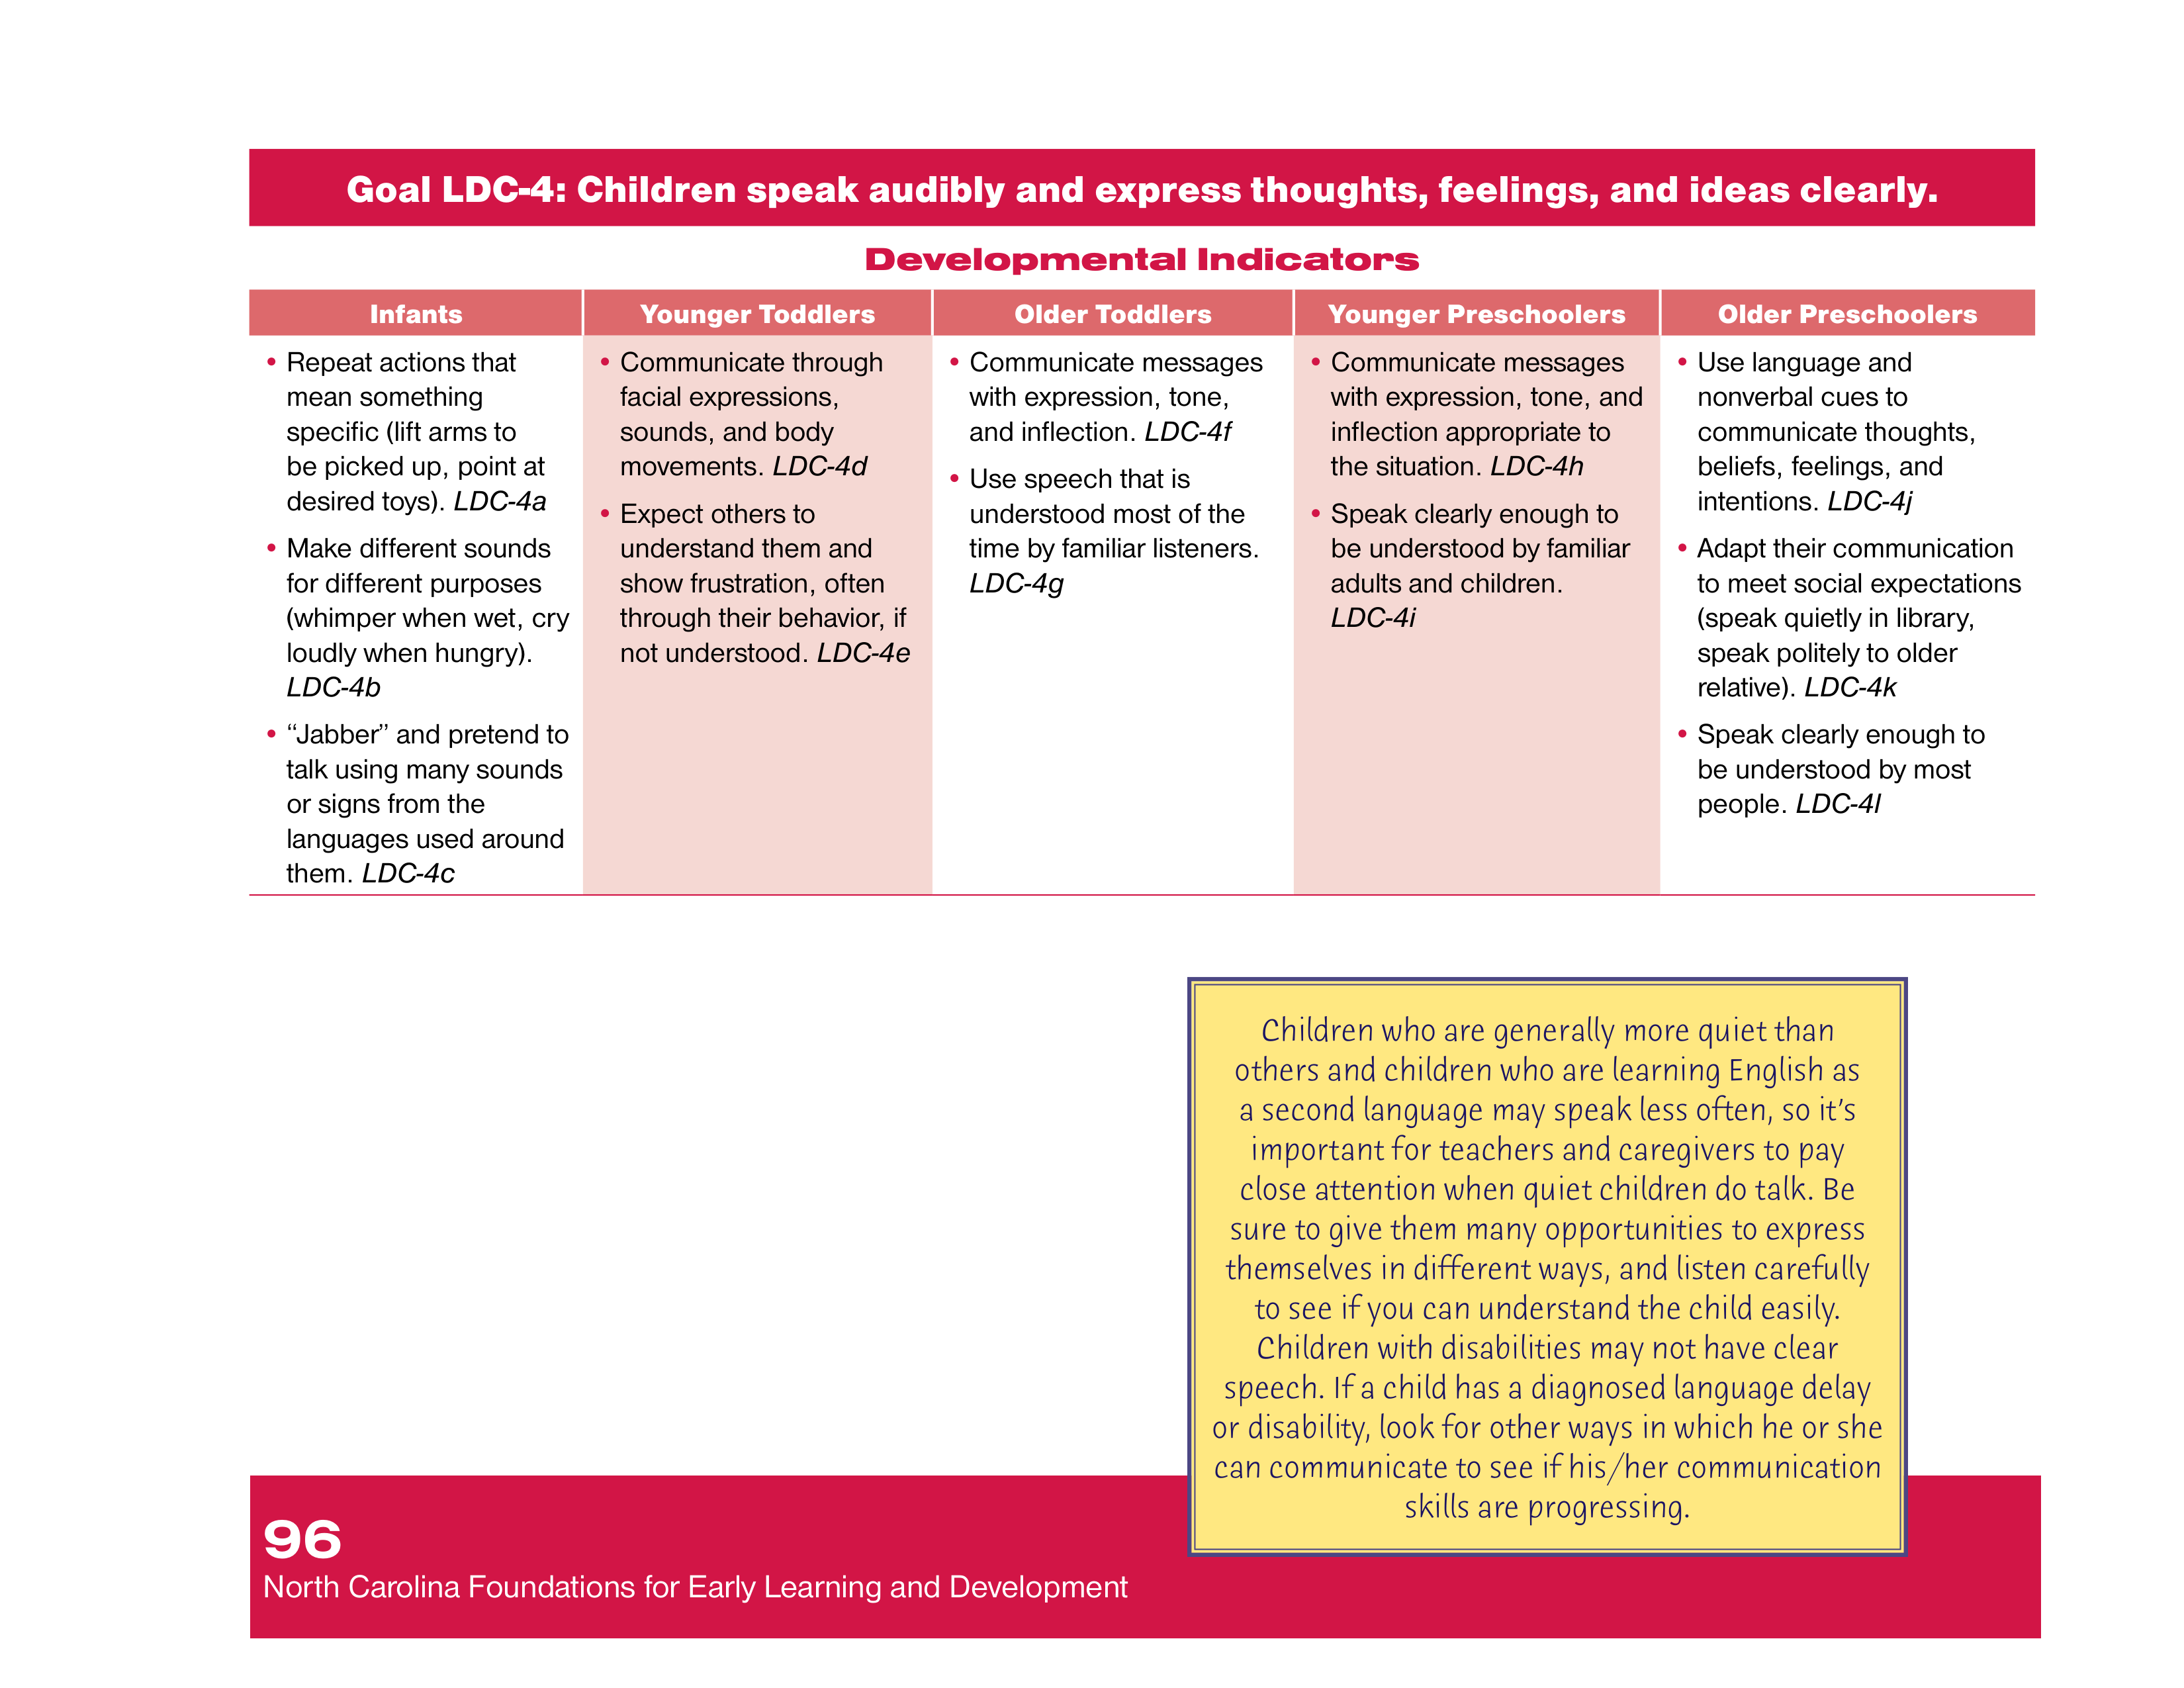 Goal LDC-4: Children speak audibly and express thoughts, feelings, and ideas clearly.
Developmental Indicators
Infants
• Repeat actions that
mean something
specific (lift arms to
be picked up, point at
desired toys). LDC-4a
• Make different sounds
for different purposes
(whimper when wet, cry
loudly when hungry).
LDC-4b
• “Jabber” and pretend to
talk using many sounds
or signs from the
languages used around
them. LDC-4c
Younger Toddlers
• Communicate through
facial expressions,
sounds, and body
movements. LDC-4d
• Expect others to
understand them and
show frustration, often
through their behavior, if
not understood. LDC-4e
Older Toddlers
• Communicate messages
with expression, tone,
and inflection. LDC-4f
• Use speech that is
understood most of the
time by familiar listeners.
LDC-4g
Younger Preschoolers
• Communicate messages
with expression, tone, and
inflection appropriate to
the situation. LDC-4h
• Speak clearly enough to
be understood by familiar
adults and children.
LDC-4i
Older Preschoolers
• Use language and
nonverbal cues to
communicate thoughts,
beliefs, feelings, and
intentions. LDC-4j
• Adapt their communication
to meet social expectations
(speak quietly in library,
speak politely to older
relative). LDC-4k
• Speak clearly enough to
be understood by most
people. LDC-4l
Children who are generally more quiet than
others and children who are learning English as
a second language may speak less often, so it’s
important for teachers and caregivers to pay
close attention when quiet children do talk. Be
sure to give them many opportunities to express
themselves in different ways, and listen carefully
to see if you can understand the child easily.
Children with disabilities may not have clear
speech. If a child has a diagnosed language delay
or disability, look for other ways in which he or she
can communicate to see if his/her communication
skills are progressing.
96
North Carolina Foundations for Early Learning and Development